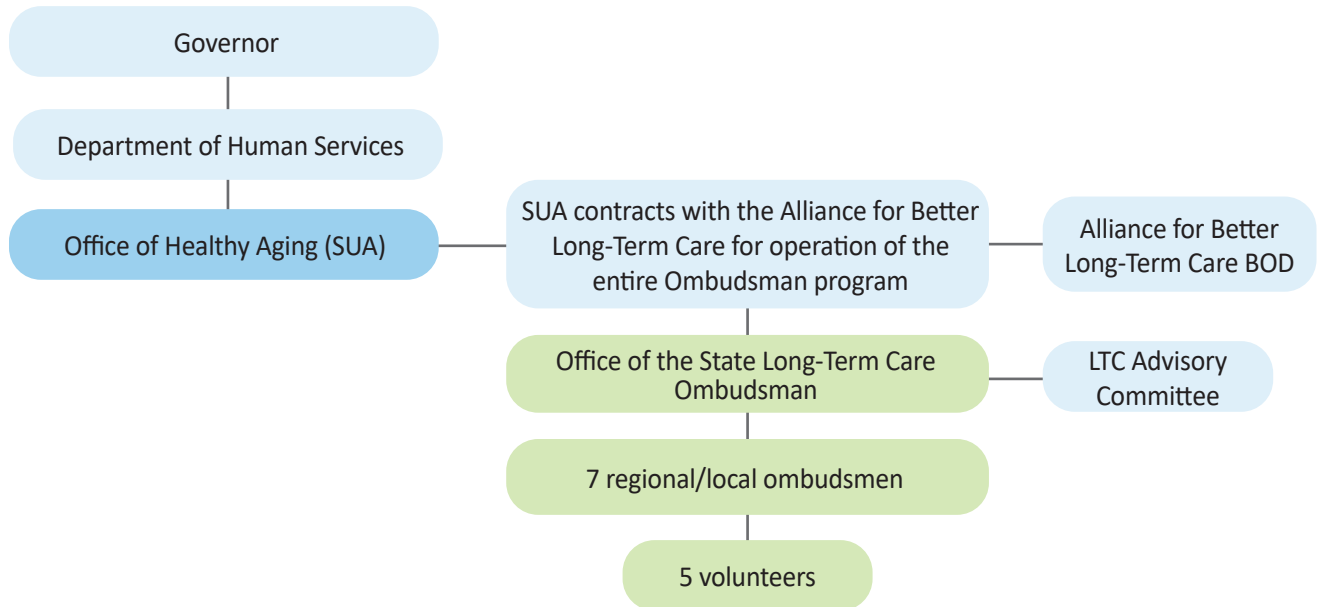 Governor
Department of Human Services
Office of Healthy Aging (SUA)
SUA contracts with the Alliance for Better
Long-Term Care for operation of the
entire Ombudsman program
Alliance for Better
Long-Term Care BOD
Office of the State Long-Term Care
Ombudsman
LTC Advisory
Committee
7 regional/local ombudsmen
5 volunteers